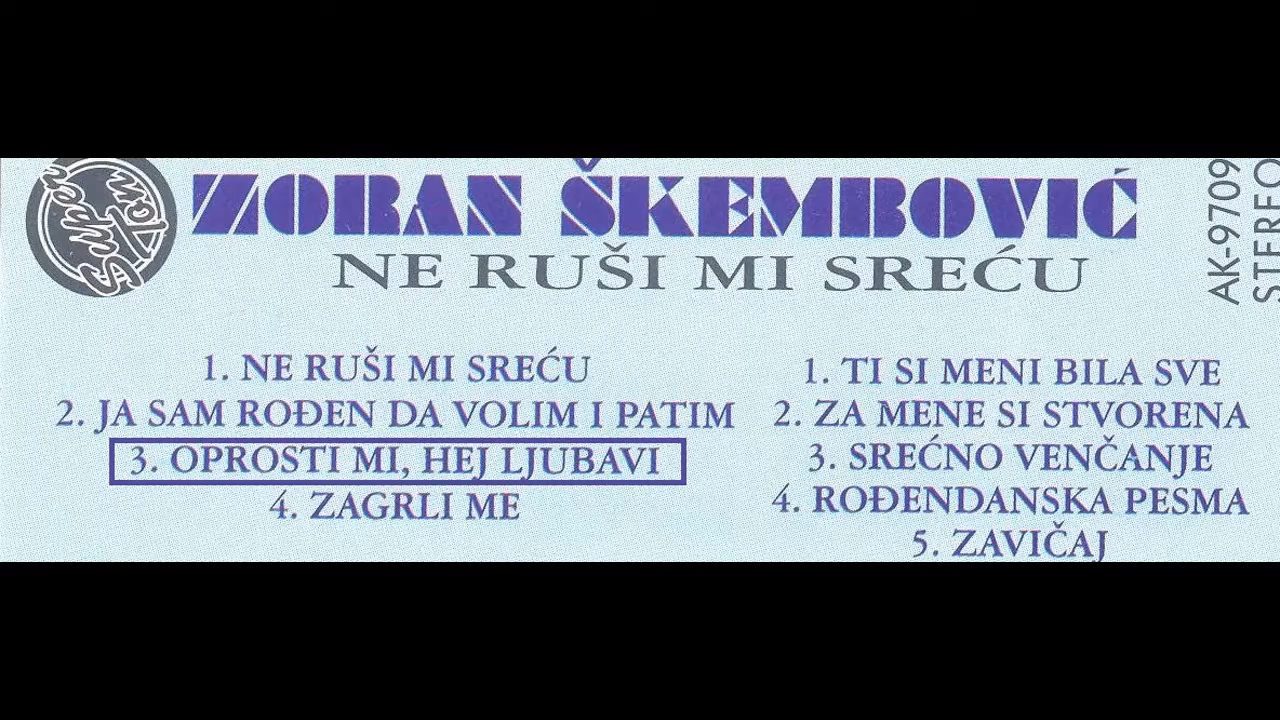 Super Ton
ZORAN ŠKEMBOVIĆ
NE RUŠI MI SREĆU
AK-9709
STEREO
1. NE RUŠI MI SREĆU
2. JA SAM ROĐEN DA VOLIM I PATIM
3. OPROSTI MI, HEJ LJUBAVI
4. ZAGRLI ME
1. TI SI MENI BILA SVE
2. ZA MENE SI STVORENA
3. SREĆNO VENČANJE
4. ROĐENDANSKA PESMA
5. ZAVIČAJ